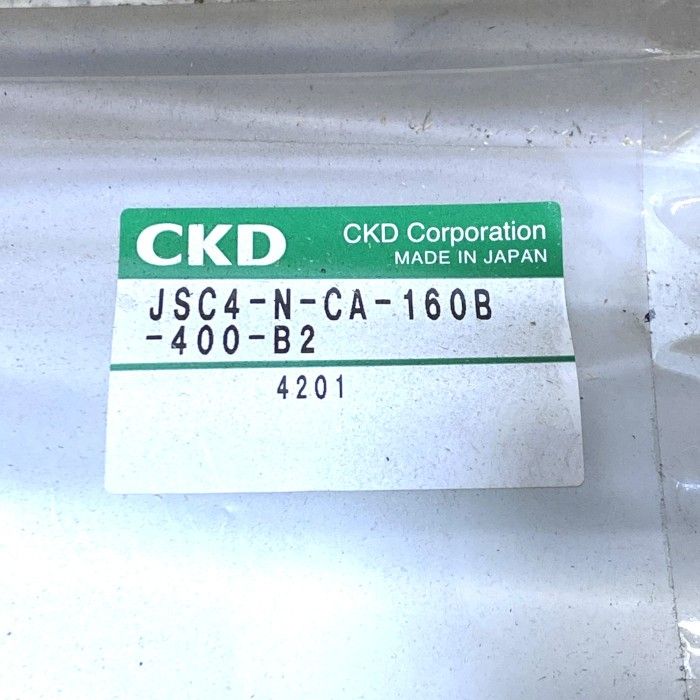 CKD
CKD Corporation
MADE IN JAPAN
JSC4-N-CA-160B
-400-B2
4201